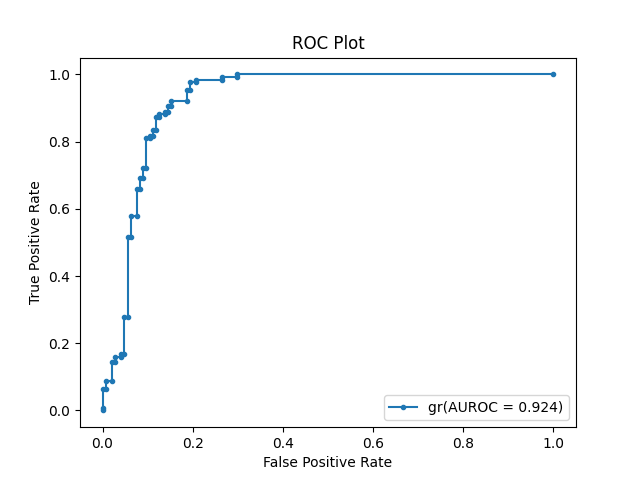 ROC Plot
True Positive Rate
1.0
0.8
0.6
0.4
0.2
0.0
gr(AUROC = 0.924)
0.0 0.2 0.4 0.6 0.8 1.0
False Positive Rate